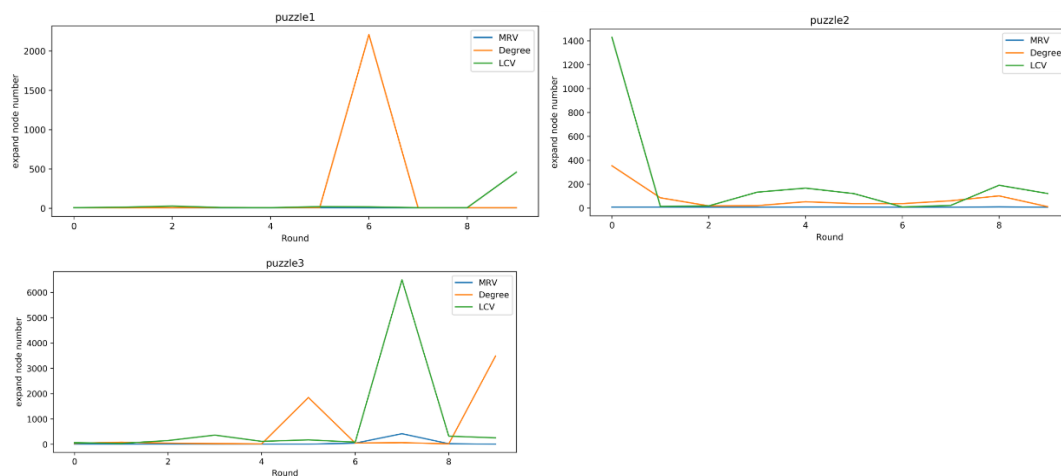 puzzle1
expand node number
2000
1500
1000
500
0
0 2 4 6 8
Round
MRV
Degree
LCV
puzzle2
expand node number
1400
1200
1000
800
600
400
200
0
0 2 4 6 8
Round
MRV
Degree
LCV
puzzle3
expand node number
6000
5000
4000
3000
2000
1000
0
0 2 4 6 8
Round
MRV
Degree
LCV